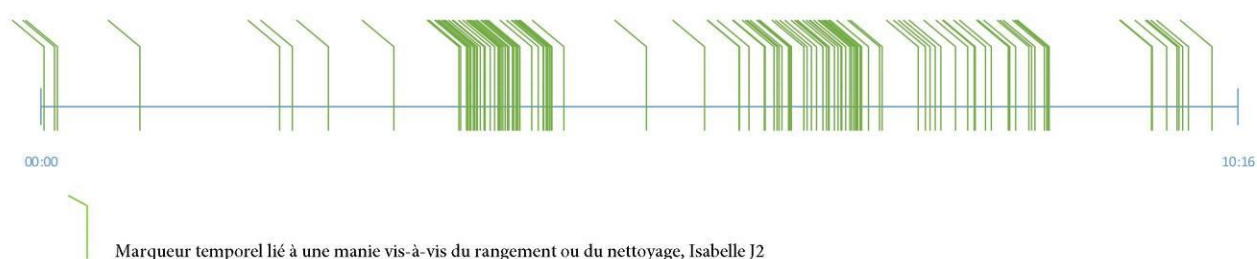 00:00 10:16
Marqueur temporel lié à une manie vis-à-vis du rangement ou du nettoyage, Isabelle J2